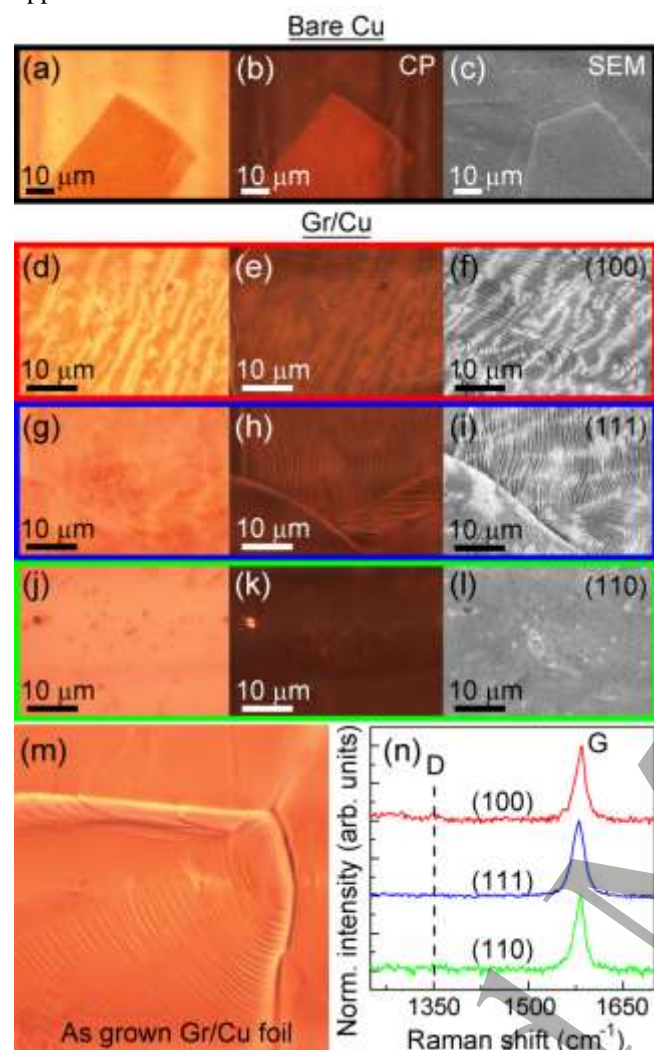 Bare Cu
(a) (b) CP (c) SEM
10 μm 10 μm 10 μm
Gr/Cu
(d) (e) (f) (100)
10 μm 10 μm 10 μm
(g) (h) (i) (111)
10 μm 10 μm 10 μm
(j) (k) (l) (110)
10 μm 10 μm 10 μm
(m)
As grown Gr/Cu foil
(n) D G
(100)
(111)
(110)
Norm. intensity (arb. units)
1350 1500 1650
Raman shift (cm⁻¹)